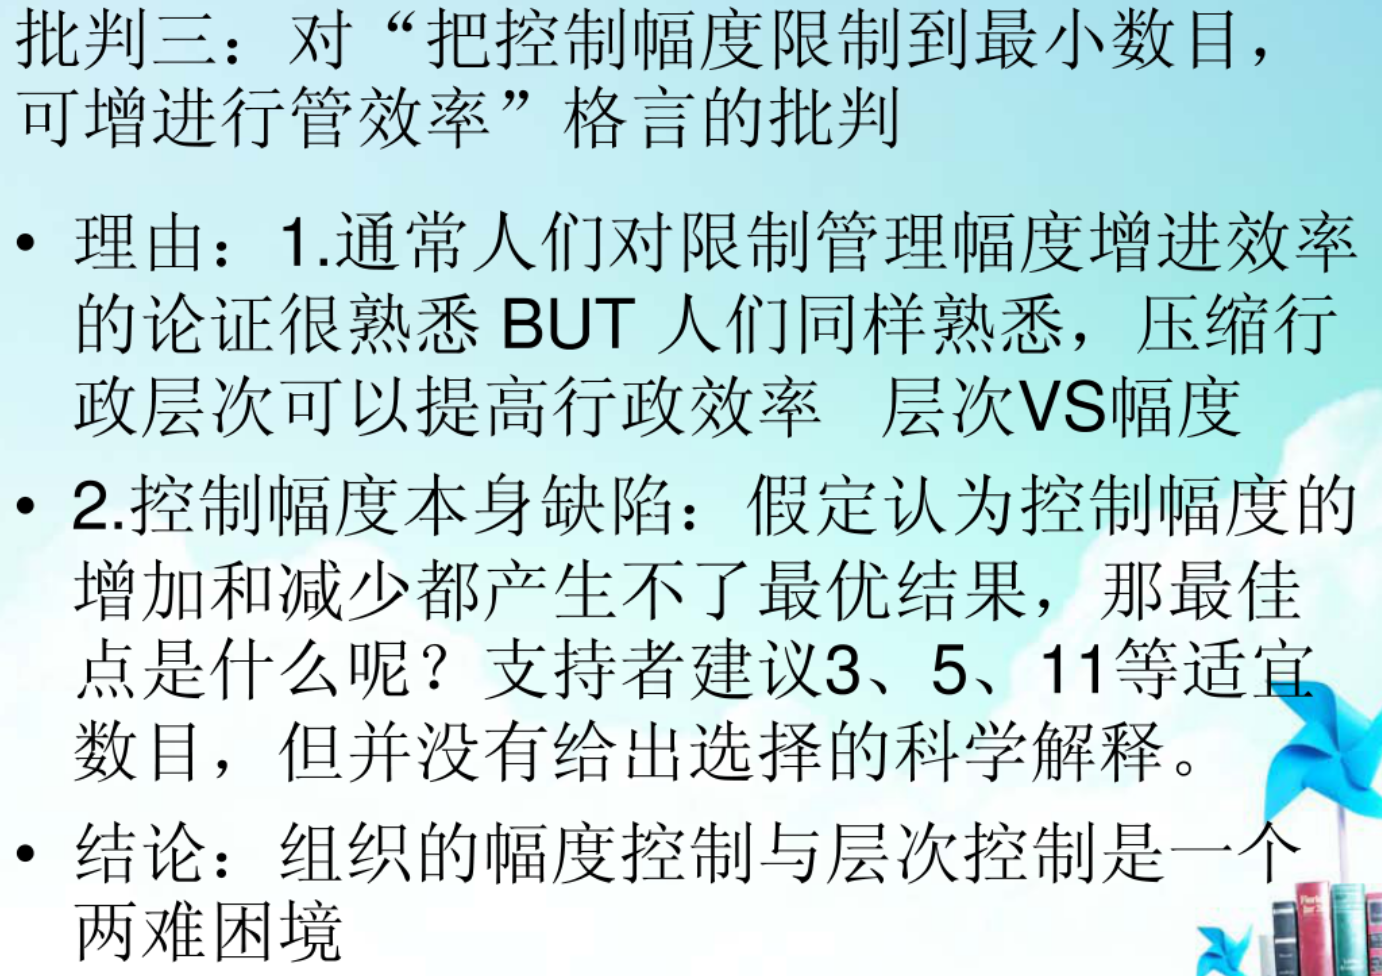 批判三：对“把控制幅度限制到最小数目，
可增进行管效率”格言的批判
• 理由：1.通常人们对限制管理幅度增进效率
的论证很熟悉 BUT 人们同样熟悉，压缩行
政层次可以提高行政效率 层次VS幅度
• 2.控制幅度本身缺陷：假定认为控制幅度的
增加和减少都产生不了最优结果，那最佳
点是什么呢？支持者建议3、5、11等适宜
数目，但并没有给出选择的科学解释。
• 结论：组织的幅度控制与层次控制是一个
两难困境